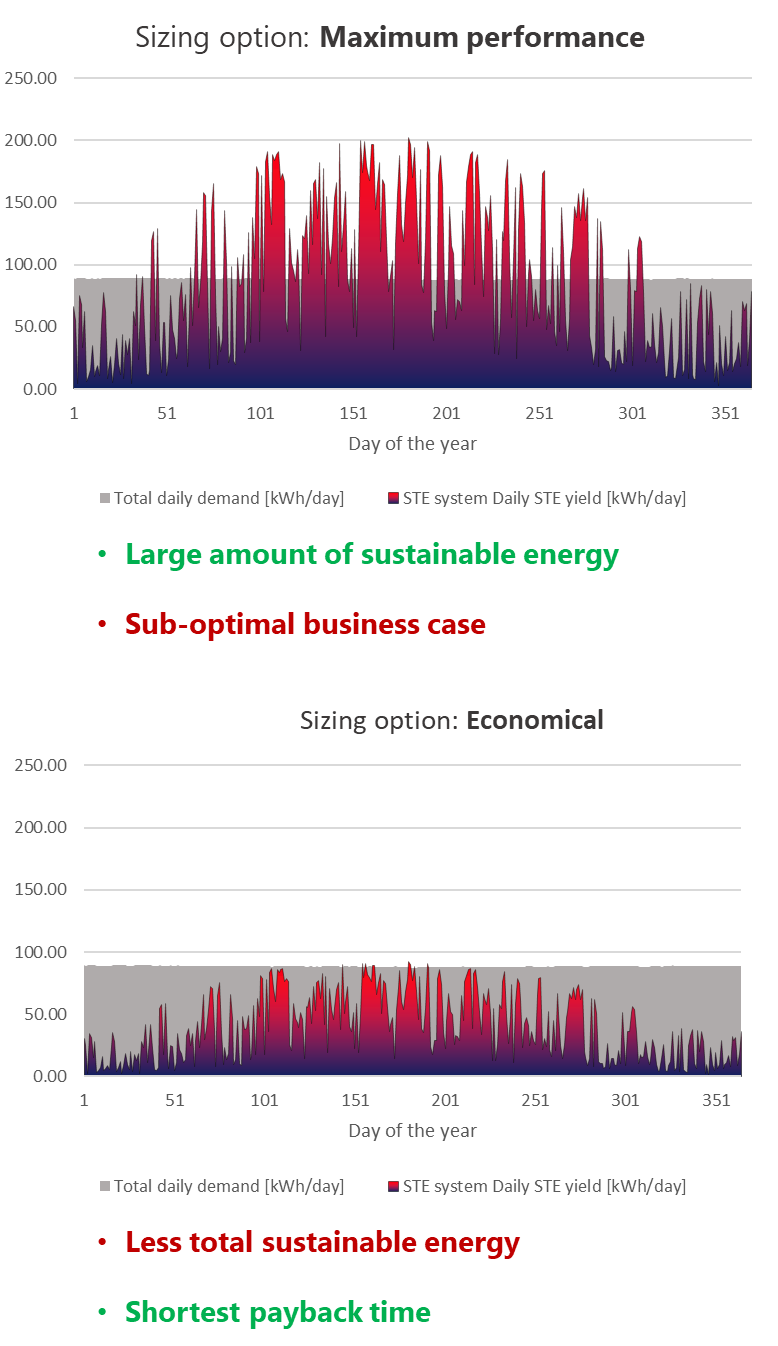 Sizing option: Maximum performance
250.00
200.00
150.00
100.00
50.00
0.00
1 51 101 151 201 251 301 351
Day of the year
Total daily demand [kWh/day] STE system Daily STE yield [kWh/day]
• Large amount of sustainable energy
• Sub-optimal business case
Sizing option: Economical
250.00
200.00
150.00
100.00
50.00
0.00
1 51 101 151 201 251 301 351
Day of the year
Total daily demand [kWh/day] STE system Daily STE yield [kWh/day]
• Less total sustainable energy
• Shortest payback time